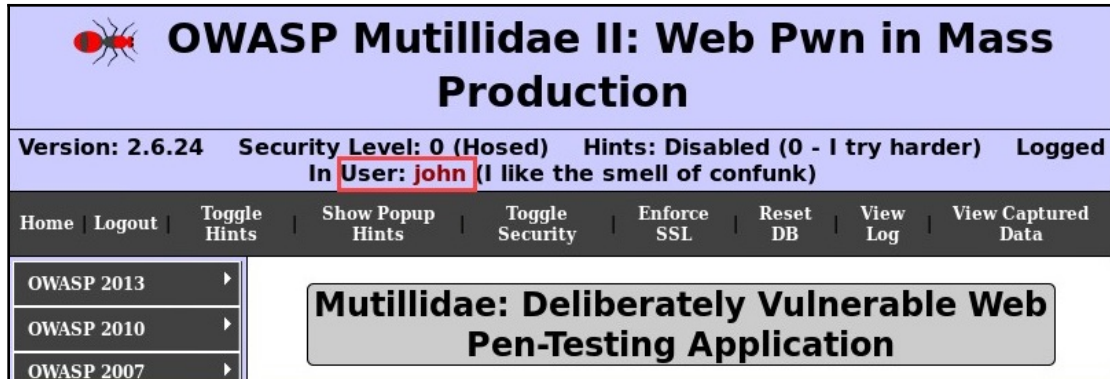 OWASP Mutillidae II: Web Pwn in Mass
Production
Version: 2.6.24 Security Level: 0 (Hosed) Hints: Disabled (0 - I try harder) Logged
In User: john (I like the smell of confunk)
Home | Logout | Toggle Hints | Show Popup Hints | Toggle Security | Enforce SSL | Reset DB | View Log | View Captured Data
OWASP 2013
OWASP 2010
OWASP 2007
Mutillidae: Deliberately Vulnerable Web
Pen-Testing Application